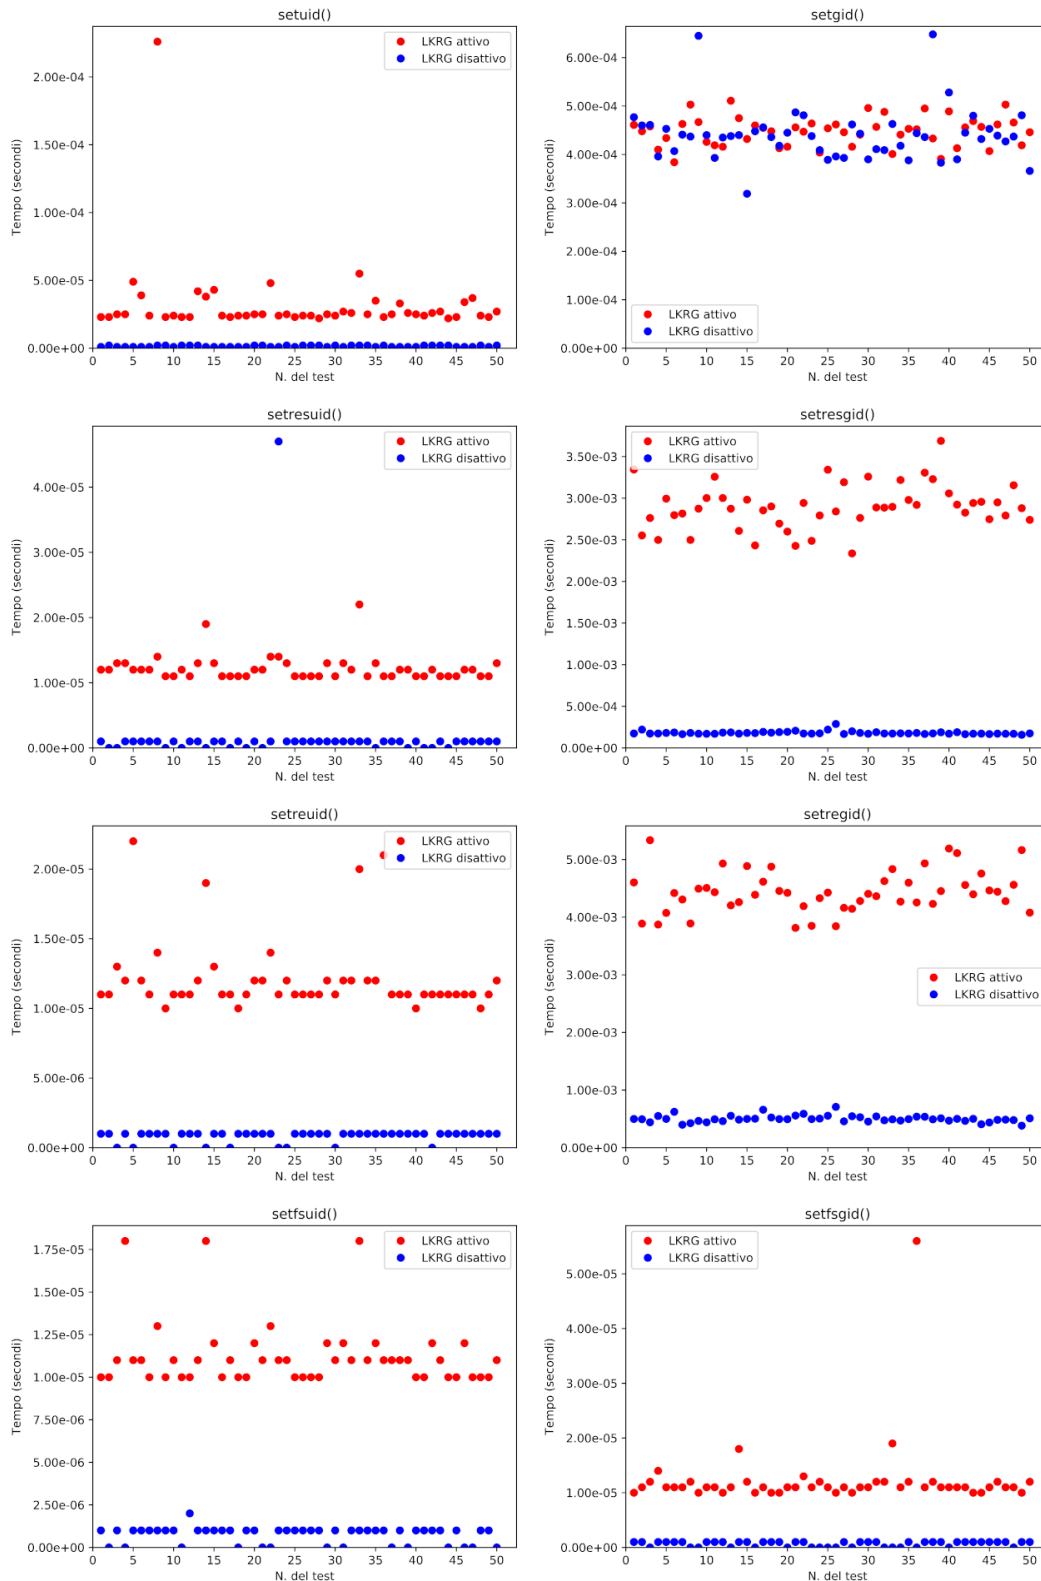 setuid()
LKRG attivo
LKRG disattivo
Tempo (secondi)
2.00e-04
1.50e-04
1.00e-04
5.00e-05
0.00e+00
0 5 10 15 20 25 30 35 40 45 50
N. del test
setgid()
LKRG attivo
LKRG disattivo
Tempo (secondi)
6.00e-04
5.00e-04
4.00e-04
3.00e-04
2.00e-04
1.00e-04
0.00e+00
0 5 10 15 20 25 30 35 40 45 50
N. del test
setresuid()
LKRG attivo
LKRG disattivo
Tempo (secondi)
4.00e-05
3.00e-05
2.00e-05
1.00e-05
0.00e+00
0 5 10 15 20 25 30 35 40 45 50
N. del test
setresgid()
LKRG attivo
LKRG disattivo
Tempo (secondi)
3.50e-03
3.00e-03
2.50e-03
2.00e-03
1.50e-03
1.00e-03
5.00e-04
0.00e+00
0 5 10 15 20 25 30 35 40 45 50
N. del test
setreuid()
LKRG attivo
LKRG disattivo
Tempo (secondi)
2.00e-05
1.50e-05
1.00e-05
5.00e-06
0.00e+00
0 5 10 15 20 25 30 35 40 45 50
N. del test
setregid()
LKRG attivo
LKRG disattivo
Tempo (secondi)
5.00e-03
4.00e-03
3.00e-03
2.00e-03
1.00e-03
0.00e+00
0 5 10 15 20 25 30 35 40 45 50
N. del test
setfsuid()
LKRG attivo
LKRG disattivo
Tempo (secondi)
1.75e-05
1.50e-05
1.25e-05
1.00e-05
7.50e-06
5.00e-06
2.50e-06
0.00e+00
0 5 10 15 20 25 30 35 40 45 50
N. del test
setfsgid()
LKRG attivo
LKRG disattivo
Tempo (secondi)
5.00e-05
4.00e-05
3.00e-05
2.00e-05
1.00e-05
0.00e+00
0 5 10 15 20 25 30 35 40 45 50
N. del test